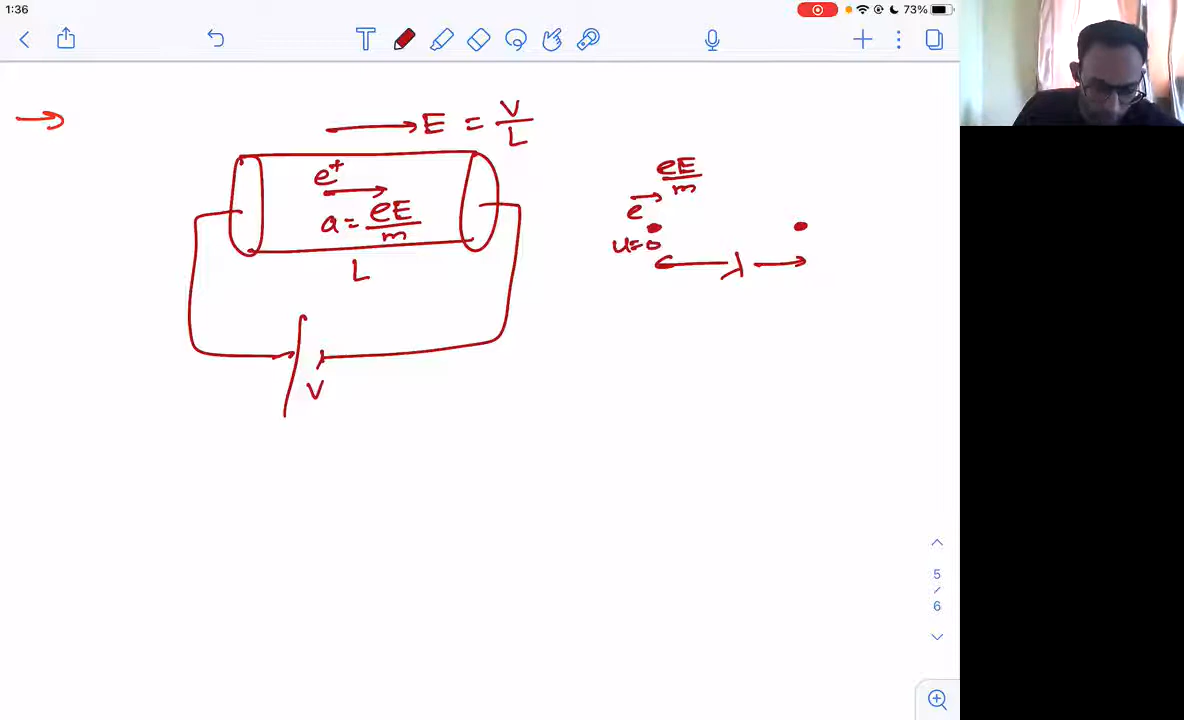 1:36
73%
T
E = V/L
e+
a = eE/m
L
V
eE/m
e
u=0
λ
5
/
6